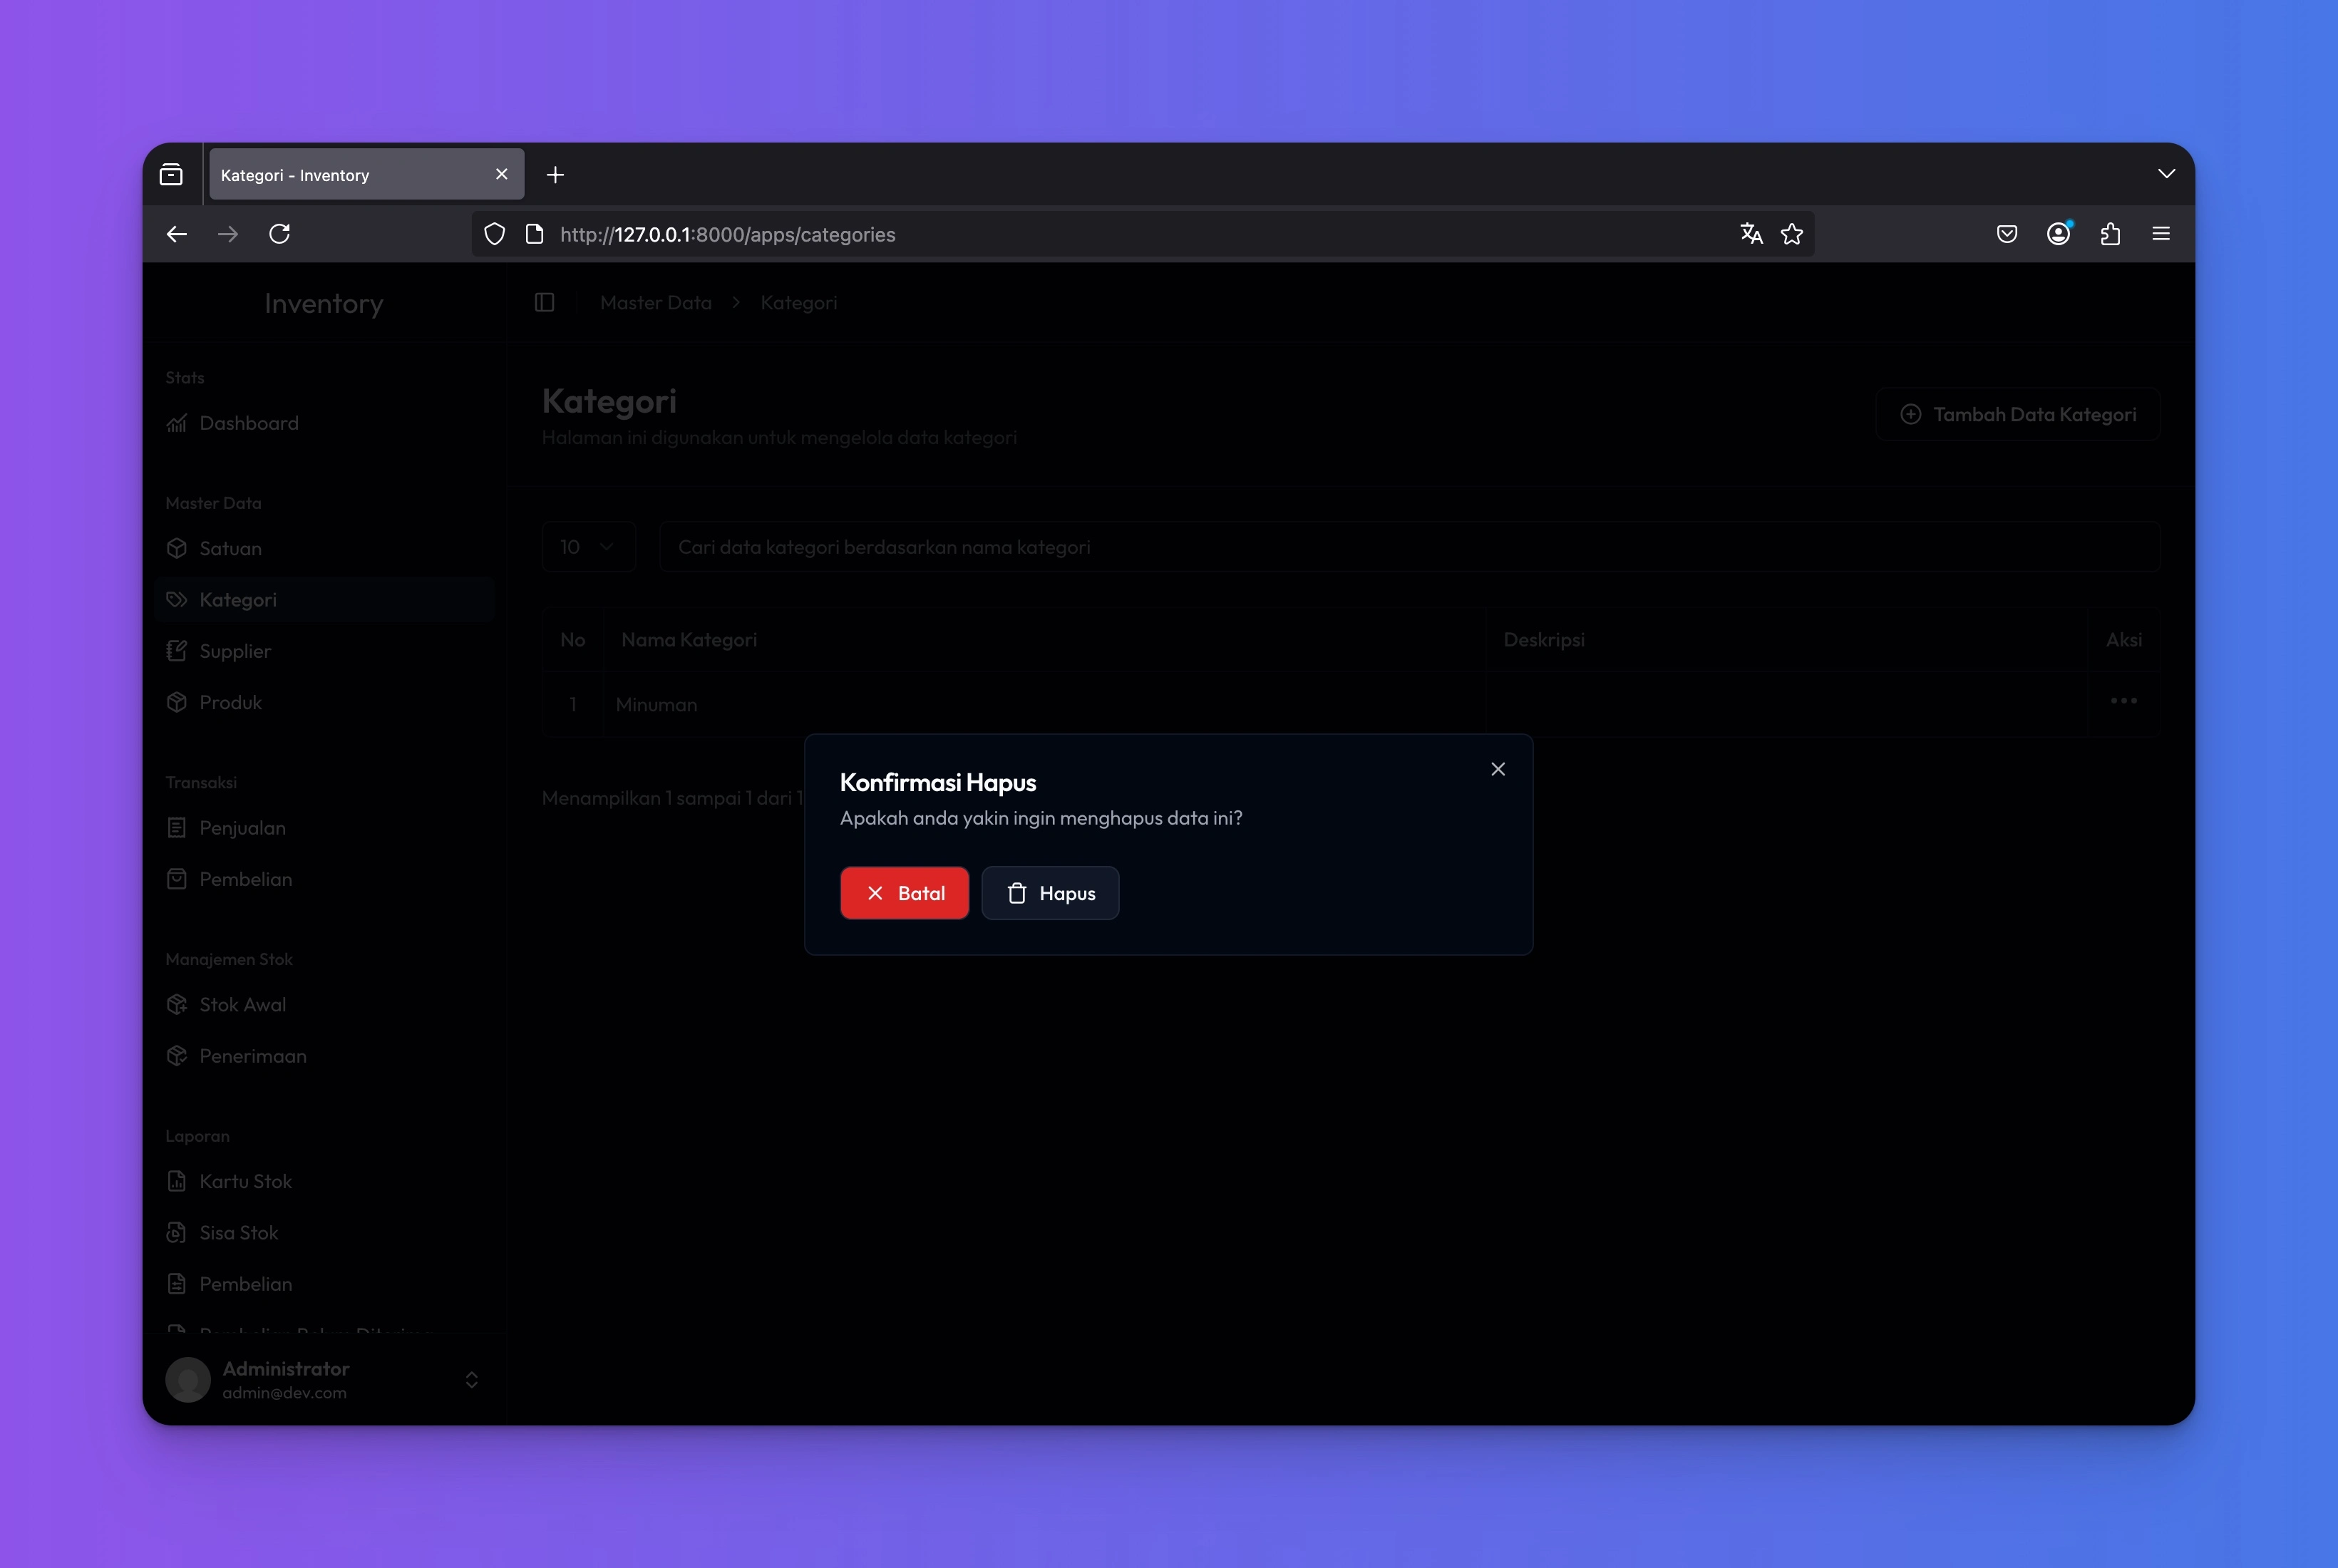 Kategori - Inventory
http://127.0.0.1:8000/apps/categories
Inventory
Master Data
Kategori
Stats
Dashboard
Master Data
Satuan
Kategori
Supplier
Produk
Transaksi
Penjualan
Pembelian
Manajemen Stok
Stok Awal
Penerimaan
Laporan
Kartu Stok
Sisa Stok
Pembelian
Administrator
admin@dev.com
Kategori
Halaman ini digunakan untuk mengelola data kategori
Tambah Data Kategori
10
Cari data kategori berdasarkan nama kategori
No Nama Kategori Deskripsi Aksi
1 Minuman
Menampilkan 1 sampai 1 dari 1
Konfirmasi Hapus
Apakah anda yakin ingin menghapus data ini?
Batal
Hapus